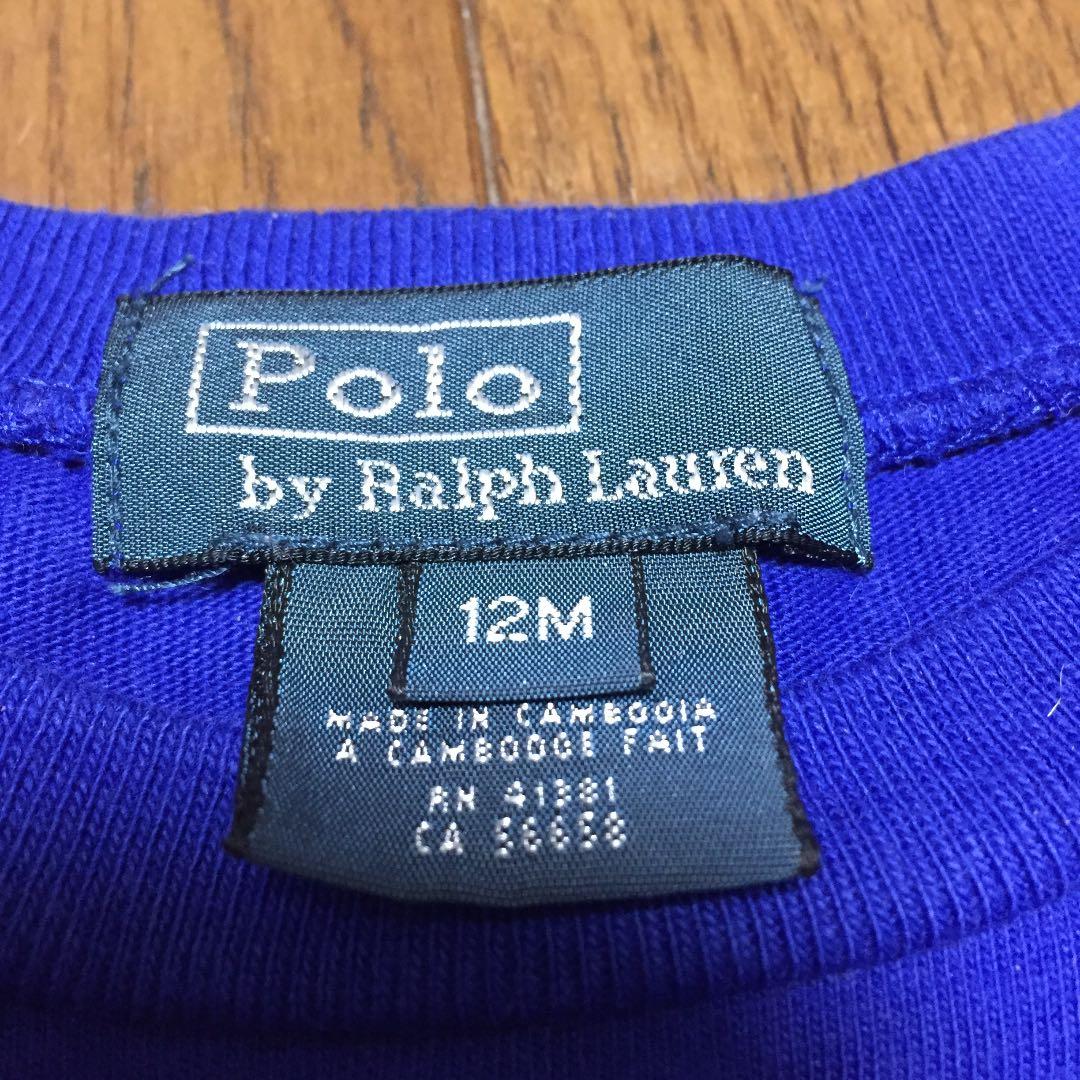 Polo
by Ralph Lauren
12M
MADE IN CAMBODIA
A CAMBODGE FAIT
RN 41381
CA 56658